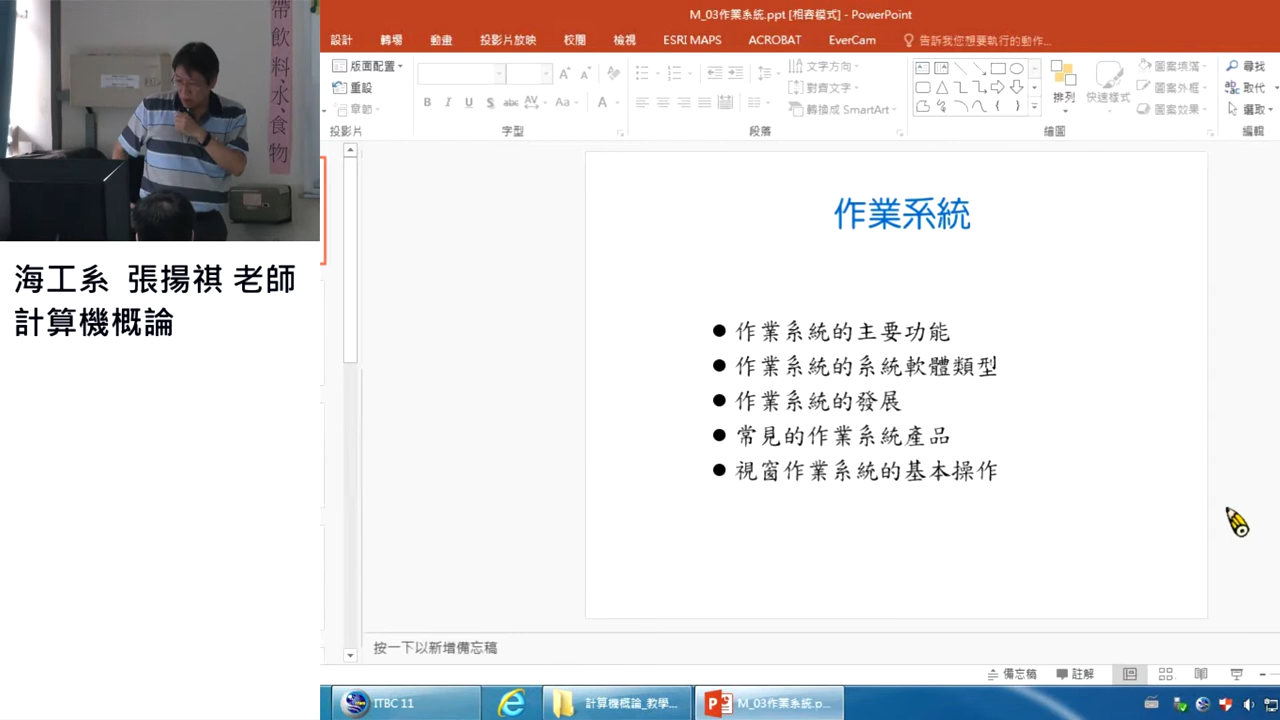 帶飲料、水、食物
海工系 張揚祺 老師
計算機概論
M_03作業系統.ppt [相容模式] - PowerPoint
設計 轉場 動畫 投影片放映 校閱 檢視 ESRI MAPS ACROBAT EverCam 告訴我您想要執行的動作...
版面配置
重設
章節
投影片
B I U S abc AV Aa A
字型
文字方向
對齊文字
轉換成 SmartArt
段落
排列
快速樣式
圖案填滿
圖案外框
圖案效果
繪圖
尋找
取代
選取
編輯
作業系統
作業系統的主要功能
作業系統的系統軟體類型
作業系統的發展
常見的作業系統產品
視窗作業系統的基本操作
按一下以新增備忘稿
備忘稿 註解
ITBC 11
計算機概論_教學...
M_03作業系統.p...